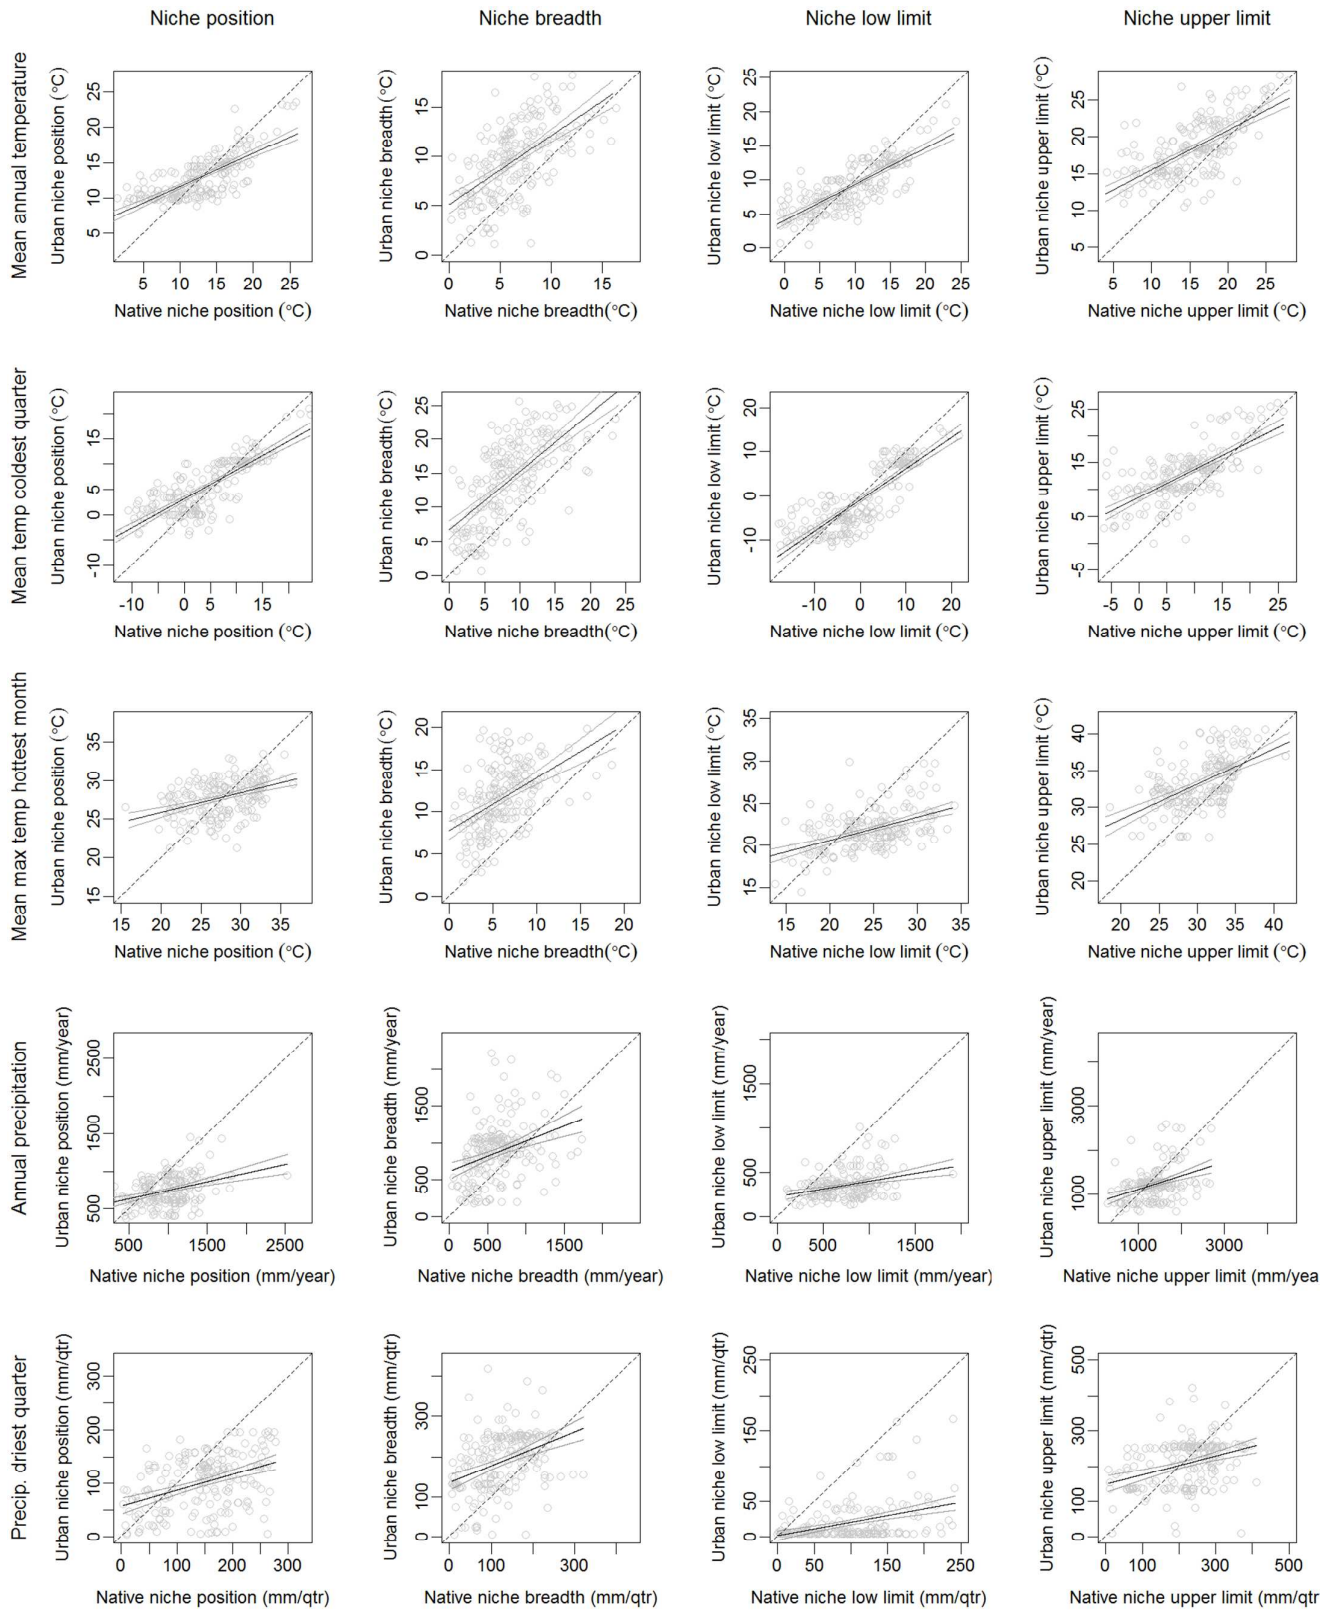 Niche position Niche breadth Niche low limit Niche upper limit
Mean annual temperature
Urban niche position (°C)
25
20
15
10
5
5 10 15 20 25
Native niche position (°C)
Urban niche breadth(°C)
15
10
5
0
0 5 10 15
Native niche breadth(°C)
Urban niche low limit (°C)
25
20
15
10
5
0
0 5 10 15 20 25
Native niche low limit (°C)
Urban niche upper limit (°C)
25
20
15
10
5
5 10 15 20 25
Native niche upper limit (°C)
Mean temp coldest quarter
Urban niche position (°C)
15
5
0
-10
-10 0 5 15
Native niche position (°C)
Urban niche breadth(°C)
25
20
15
10
5
0
0 5 10 15 20 25
Native niche breadth(°C)
Urban niche low limit (°C)
20
10
0
-10
-10 0 10 20
Native niche low limit (°C)
Urban niche upper limit (°C)
25
15
5
-5
-5 0 5 15 25
Native niche upper limit (°C)
Mean max temp hottest month
Urban niche position (°C)
35
30
25
20
15
15 20 25 30 35
Native niche position (°C)
Urban niche breadth(°C)
20
15
10
5
0
0 5 10 15 20
Native niche breadth(°C)
Urban niche low limit (°C)
35
30
25
20
15
15 20 25 30 35
Native niche low limit (°C)
Urban niche upper limit (°C)
40
35
30
25
20
20 25 30 35 40
Native niche upper limit (°C)
Annual precipitation
Urban niche position (mm/year)
2500
1500
500
500 1500 2500
Native niche position (mm/year)
Urban niche breadth (mm/year)
1500
500
0
0 500 1500
Native niche breadth (mm/year)
Urban niche low limit (mm/year)
1500
500
0
0 500 1500
Native niche low limit (mm/year)
Urban niche upper limit (mm/year)
3000
1000
1000 3000
Native niche upper limit (mm/yea
Precip. driest quarter
Urban niche position (mm/qtr)
300
200
100
0
0 100 200 300
Native niche position (mm/qtr)
Urban niche breadth (mm/qtr)
300
100
0
0 100 300
Native niche breadth (mm/qtr)
Urban niche low limit (mm/qtr)
250
150
50
0
0 50 150 250
Native niche low limit (mm/qtr)
Urban niche upper limit (mm/qtr)
500
300
100
0
0 100 300 500
Native niche upper limit (mm/qtr